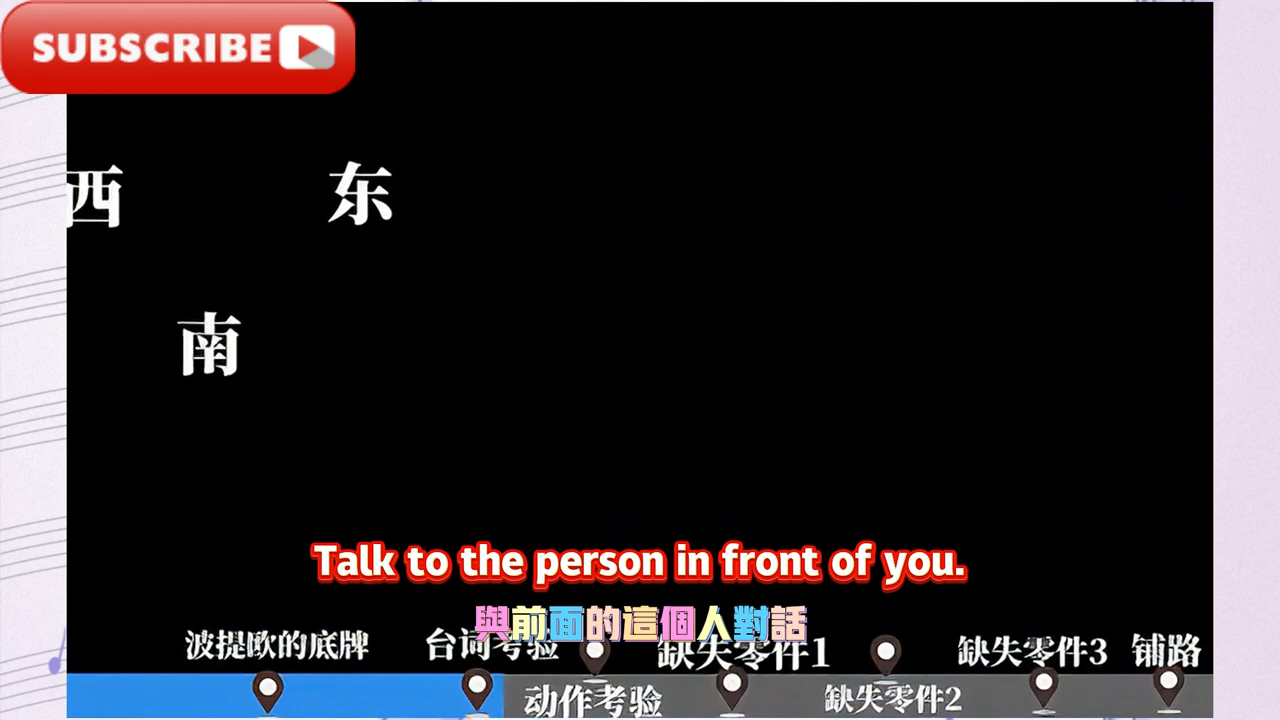 SUBSCRIBE
西 东
南
Talk to the person in front of you.
與前面的這個人對話
波提欧的底牌 台词考验 缺失零件1 缺失零件3 铺路
动作考验 缺失零件2